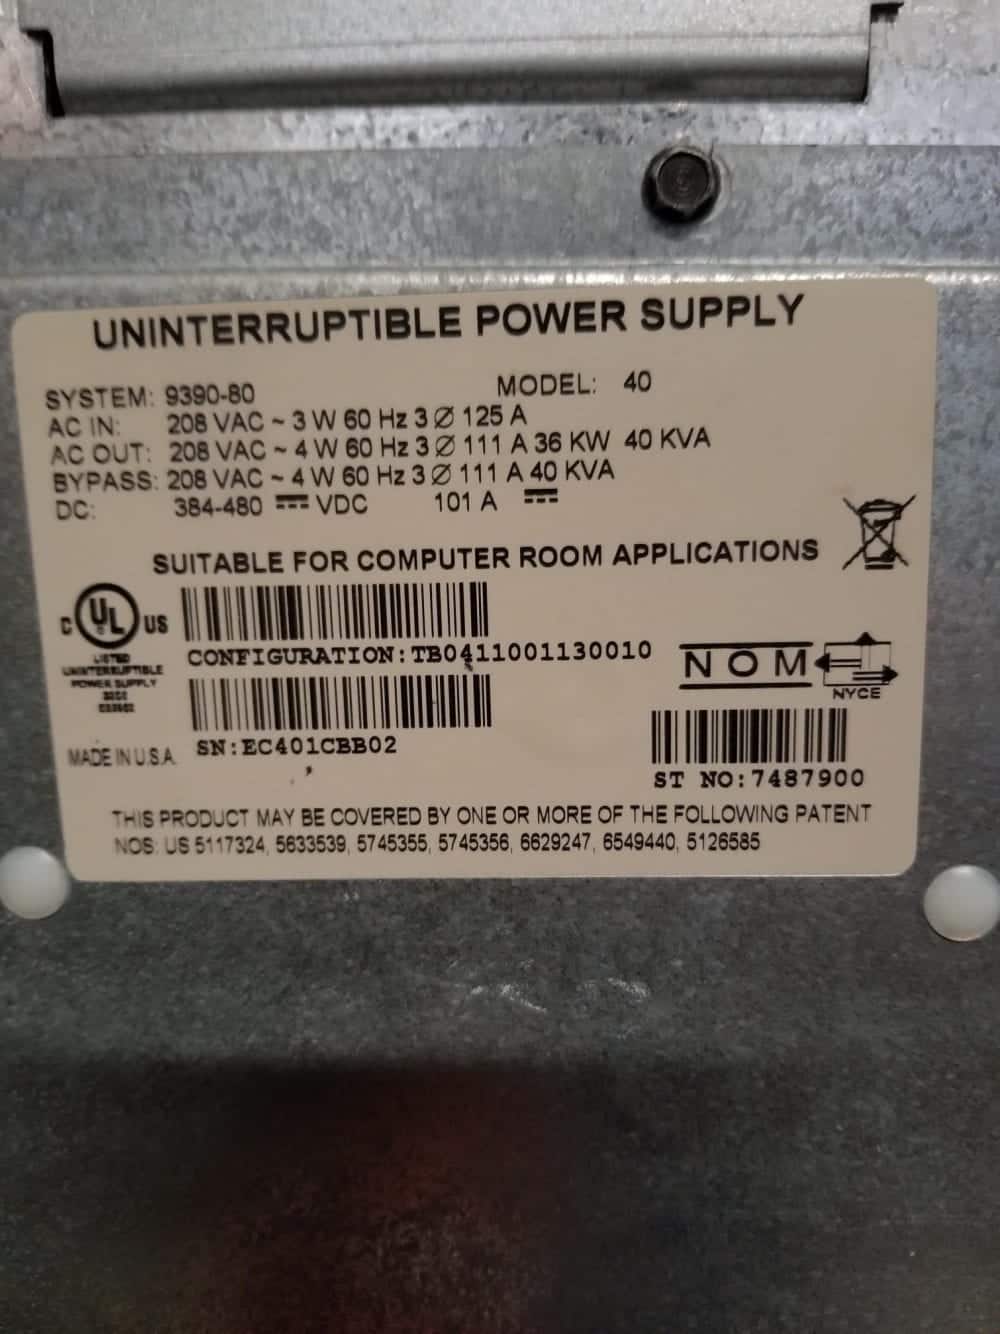 UNINTERRUPTIBLE POWER SUPPLY
SYSTEM: 9390-80 MODEL: 40
AC IN: 208 VAC ~ 3 W 60 Hz 3 Ø 125 A
AC OUT: 208 VAC ~ 4 W 60 Hz 3 Ø 111 A 36 KW 40 KVA
BYPASS: 208 VAC ~ 4 W 60 Hz 3 Ø 111 A 40 KVA
DC: 384-480 ⎓ VDC 101 A ⎓
SUITABLE FOR COMPUTER ROOM APPLICATIONS
C UL US
LISTED
UNINTERRUPTIBLE
POWER SUPPLY
CONFIGURATION:TB0411001130010
NOM
NYCE
MADE IN U.S.A.
SN:EC401CBB02
ST NO:7487900
THIS PRODUCT MAY BE COVERED BY ONE OR MORE OF THE FOLLOWING PATENT
NOS: US 5117324, 5633539, 5745355, 5745356, 6629247, 6549440, 5126585